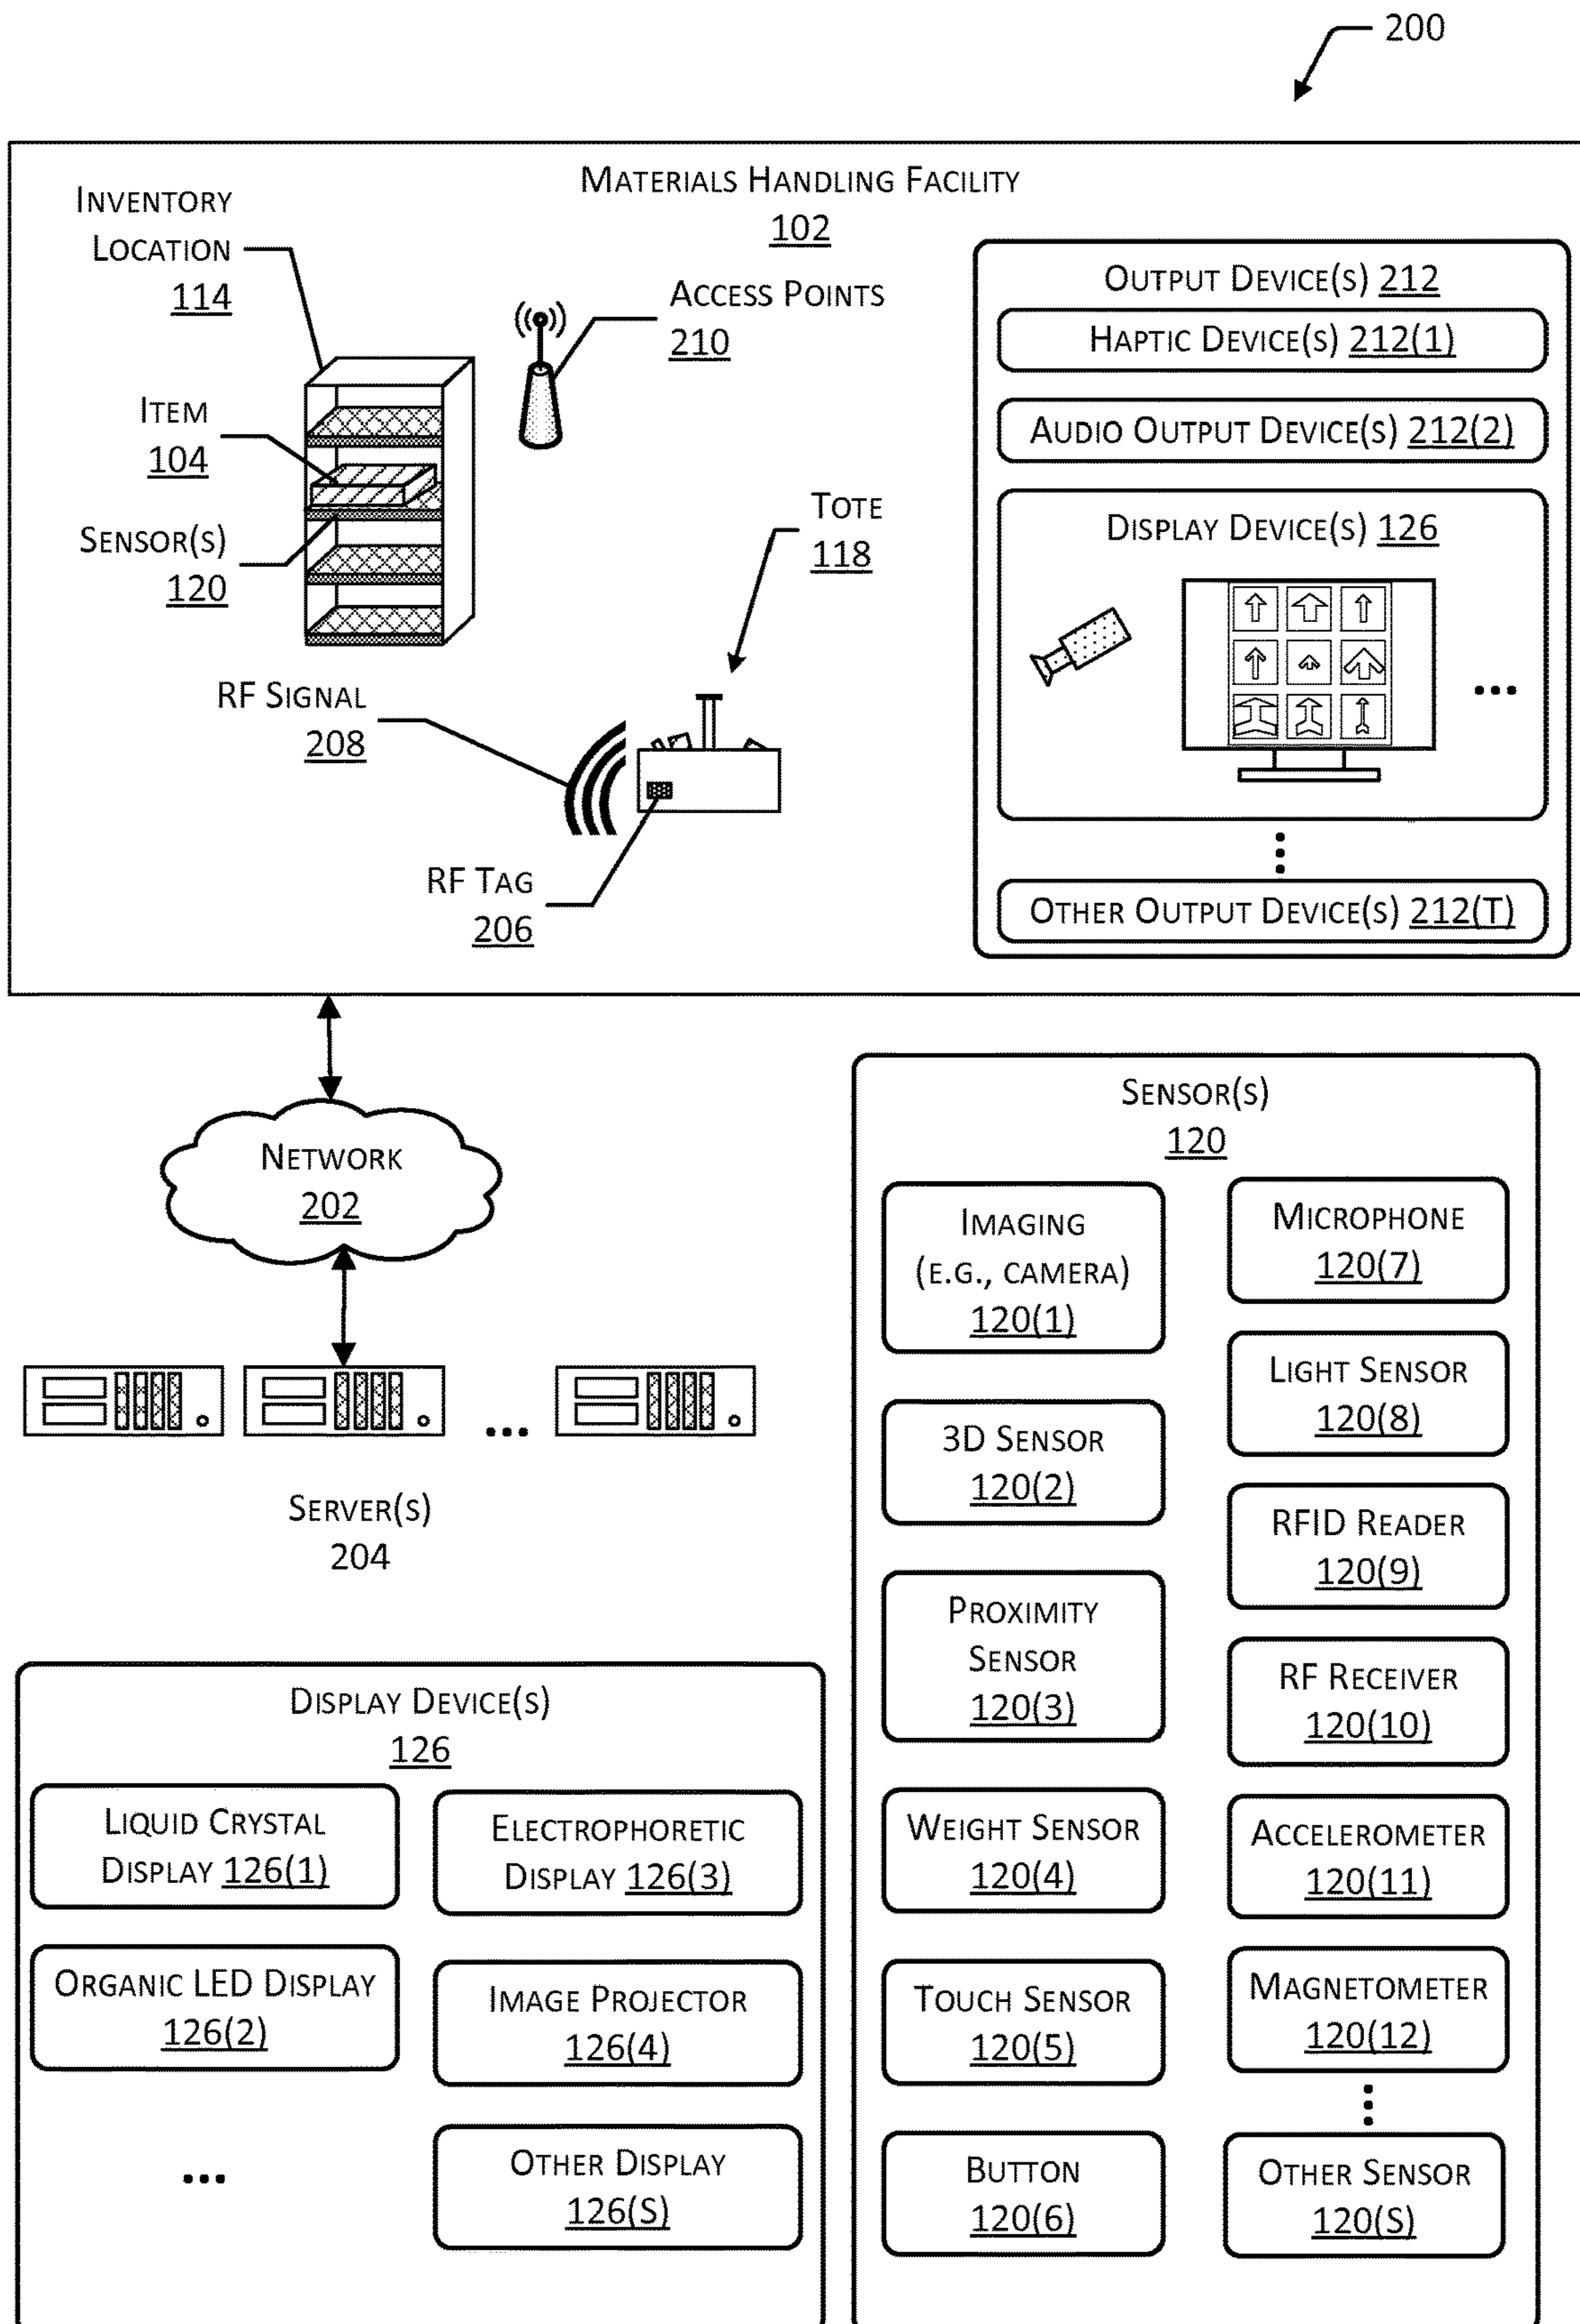 200
MATERIALS HANDLING FACILITY
102
INVENTORY
LOCATION
114
ACCESS POINTS
210
ITEM
104
SENSOR(S)
120
TOTE
118
RF SIGNAL
208
RF TAG
206
OUTPUT DEVICE(S) 212
HAPTIC DEVICE(S) 212(1)
AUDIO OUTPUT DEVICE(S) 212(2)
DISPLAY DEVICE(S) 126
...
OTHER OUTPUT DEVICE(S) 212(T)
NETWORK
202
...
SERVER(S)
204
DISPLAY DEVICE(S)
126
LIQUID CRYSTAL
DISPLAY 126(1)
ELECTROPHORETIC
DISPLAY 126(3)
ORGANIC LED DISPLAY
126(2)
IMAGE PROJECTOR
126(4)
...
OTHER DISPLAY
126(S)
SENSOR(S)
120
IMAGING
(E.G., CAMERA)
120(1)
3D SENSOR
120(2)
PROXIMITY
SENSOR
120(3)
WEIGHT SENSOR
120(4)
TOUCH SENSOR
120(5)
BUTTON
120(6)
MICROPHONE
120(7)
LIGHT SENSOR
120(8)
RFID READER
120(9)
RF RECEIVER
120(10)
ACCELEROMETER
120(11)
MAGNETOMETER
120(12)
OTHER SENSOR
120(S)